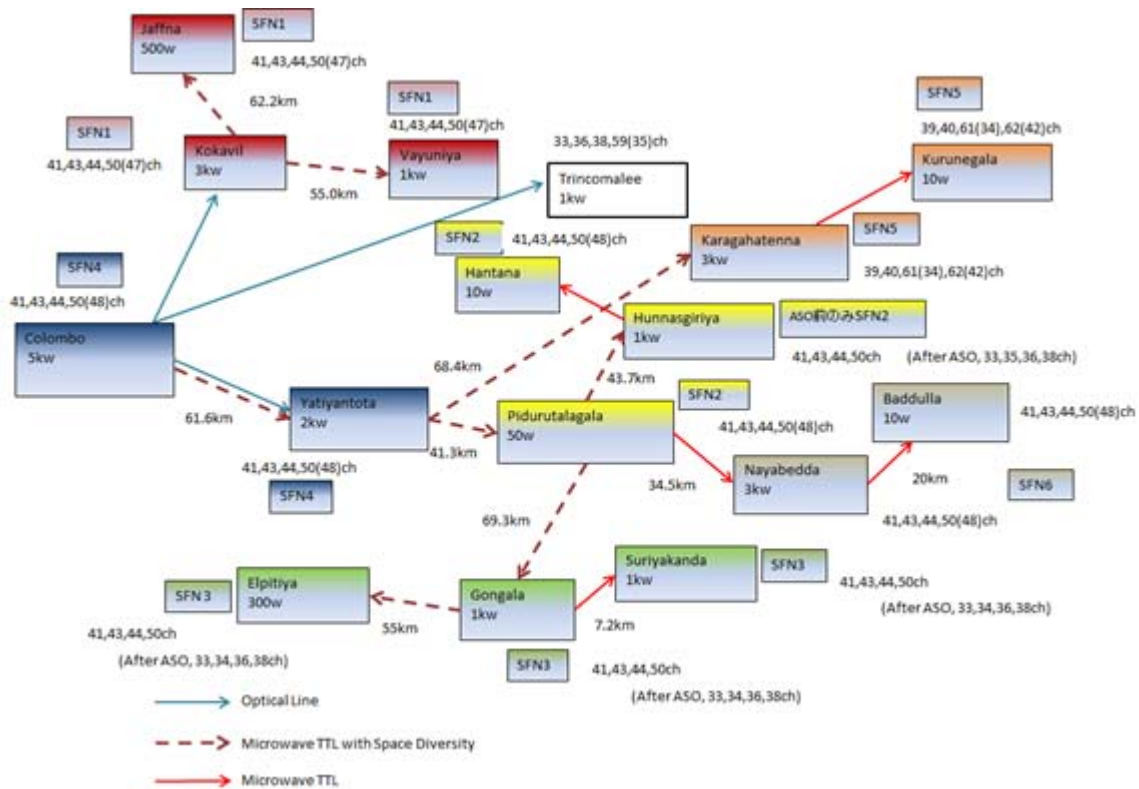 Jaffna
500w
SFN1
41,43,44,50(47)ch
62.2km
SFN1
41,43,44,50(47)ch
Kokavil
3kw
SFN1
41,43,44,50(47)ch
Vayuniya
1kw
55.0km
33,36,38,59(35)ch
Trincomalee
1kw
SFN5
39,40,61(34),62(42)ch
Kurunegala
10w
SFN2
41,43,44,50(48)ch
Hantana
10w
Karagahatenna
3kw
SFN5
39,40,61(34),62(42)ch
SFN4
41,43,44,50(48)ch
Colombo
5kw
Hunnasgiriya
1kw
ASO前のみSFN2
41,43,44,50ch
(After ASO, 33,35,36,38ch)
68.4km
43.7km
61.6km
Yatiyantota
2kw
41,43,44,50(48)ch
SFN4
41.3km
Pidurutalagala
50w
SFN2
41,43,44,50(48)ch
Baddulla
10w
41,43,44,50(48)ch
34.5km
Nayabedda
3kw
20km
SFN6
41,43,44,50(48)ch
69.3km
Suriyakanda
1kw
SFN3
41,43,44,50ch
(After ASO, 33,34,36,38ch)
SFN3
Elpitiya
300w
55km
Gongala
1kw
7.2km
41,43,44,50ch
(After ASO, 33,34,36,38ch)
SFN3
41,43,44,50ch
(After ASO, 33,34,36,38ch)
Optical Line
Microwave TTL with Space Diversity
Microwave TTL